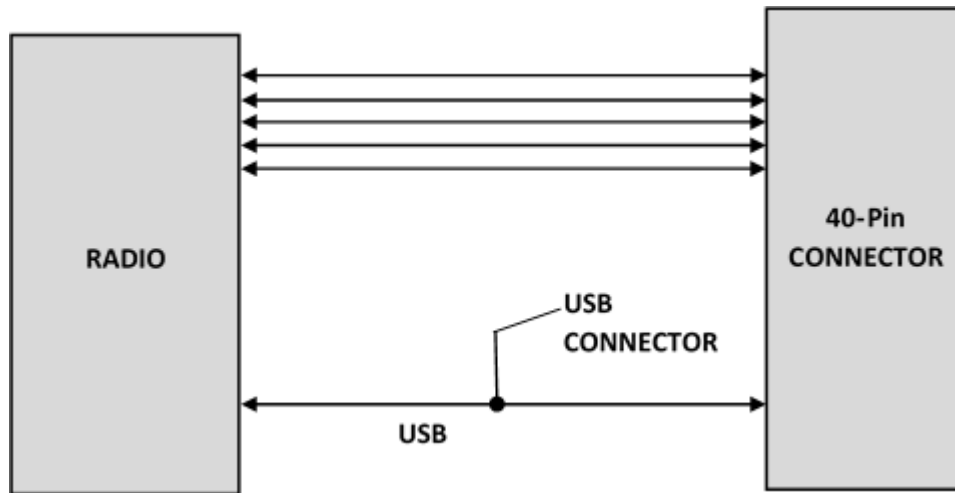 RADIO
40-Pin
CONNECTOR
USB
CONNECTOR
USB